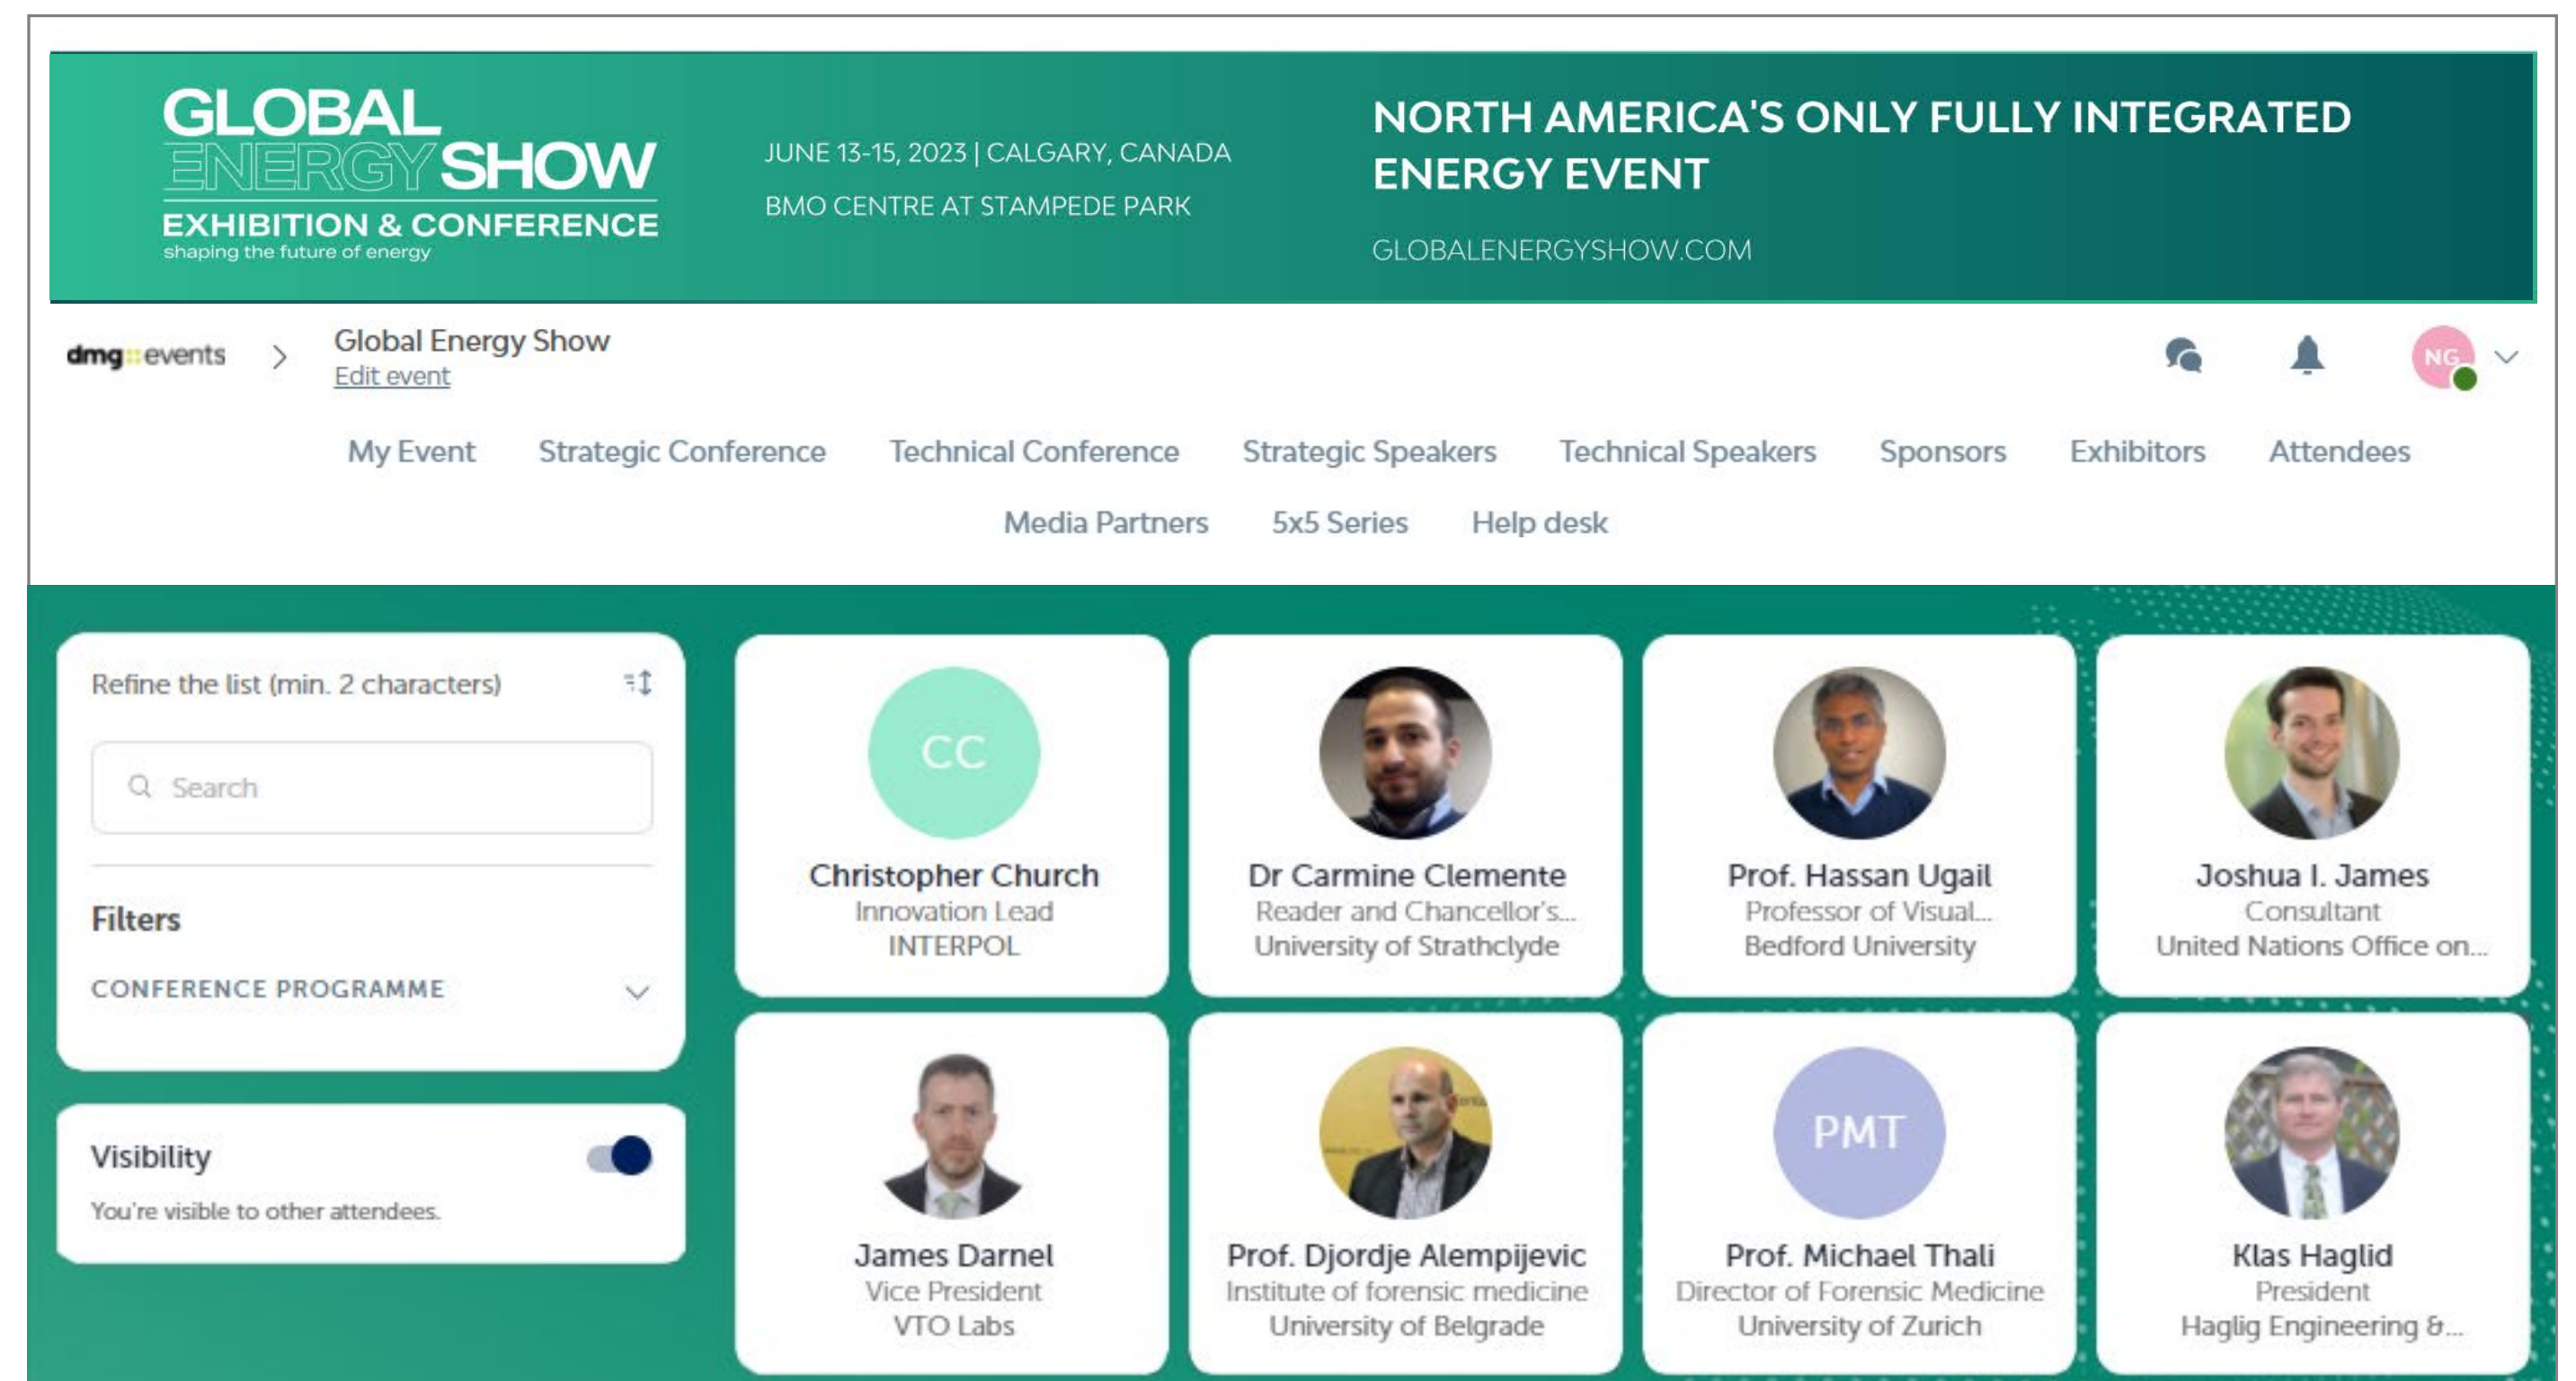 GLOBAL
ENERGY SHOW
EXHIBITION & CONFERENCE
shaping the future of energy
JUNE 13-15, 2023 | CALGARY, CANADA
BMO CENTRE AT STAMPEDE PARK
NORTH AMERICA'S ONLY FULLY INTEGRATED
ENERGY EVENT
GLOBALENERGYSHOW.COM
dmg::events
Global Energy Show
Edit event
NG
My Event Strategic Conference Technical Conference Strategic Speakers Technical Speakers Sponsors Exhibitors Attendees
Media Partners 5x5 Series Help desk
Refine the list (min. 2 characters)
Search
Filters
CONFERENCE PROGRAMME
Visibility
You're visible to other attendees.
CC
Christopher Church
Innovation Lead
INTERPOL
Dr Carmine Clemente
Reader and Chancellor's...
University of Strathclyde
Prof. Hassan Ugail
Professor of Visual...
Bedford University
Joshua I. James
Consultant
United Nations Office on...
James Darnel
Vice President
VTO Labs
Prof. Djordje Alempijevic
Institute of forensic medicine
University of Belgrade
PMT
Prof. Michael Thali
Director of Forensic Medicine
University of Zurich
Klas Haglid
President
Haglig Engineering &...